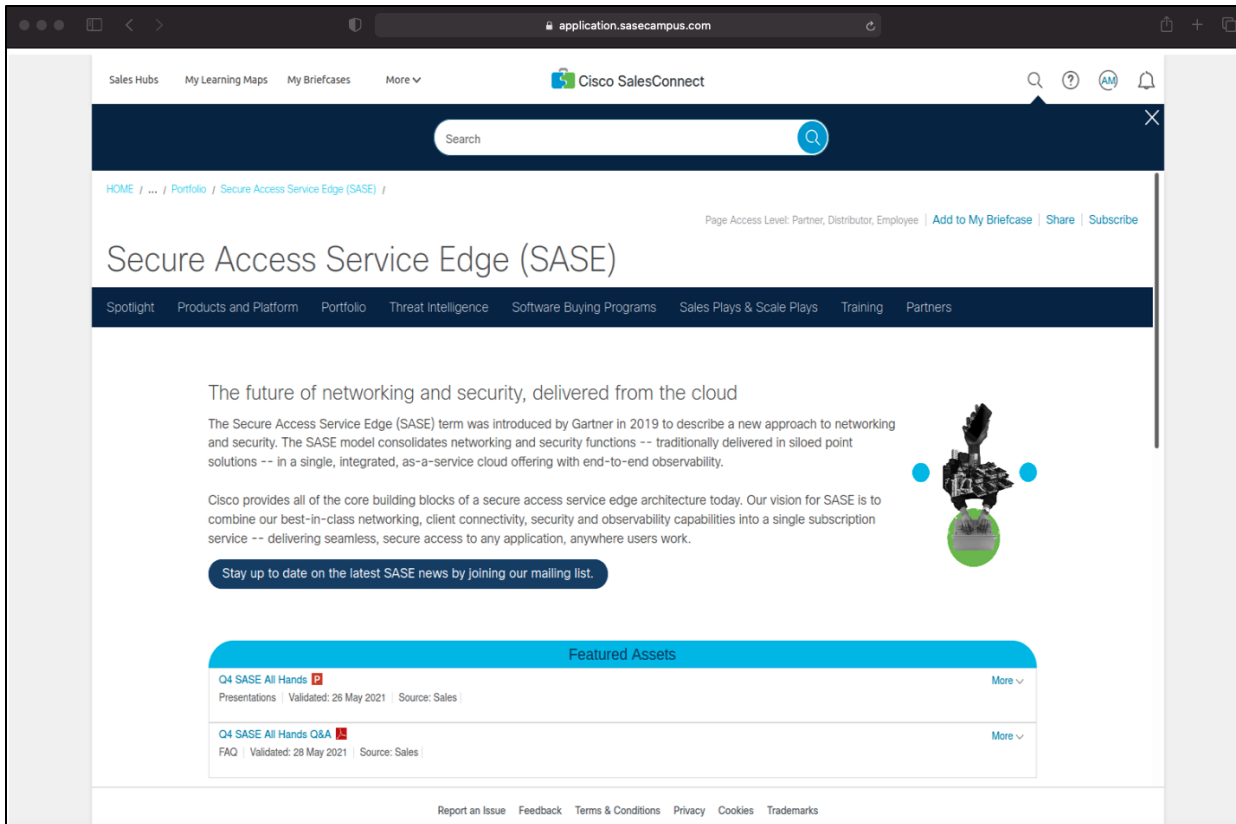 application.sasecampus.com
Sales Hubs My Learning Maps My Briefcases More Cisco SalesConnect AM
Search
HOME / ... / Portfolio / Secure Access Service Edge (SASE) /
Page Access Level: Partner, Distributor, Employee | Add to My Briefcase | Share | Subscribe
Secure Access Service Edge (SASE)
Spotlight Products and Platform Portfolio Threat Intelligence Software Buying Programs Sales Plays & Scale Plays Training Partners
The future of networking and security, delivered from the cloud
The Secure Access Service Edge (SASE) term was introduced by Gartner in 2019 to describe a new approach to networking
and security. The SASE model consolidates networking and security functions -- traditionally delivered in siloed point
solutions -- in a single, integrated, as-a-service cloud offering with end-to-end observability.
Cisco provides all of the core building blocks of a secure access service edge architecture today. Our vision for SASE is to
combine our best-in-class networking, client connectivity, security and observability capabilities into a single subscription
service -- delivering seamless, secure access to any application, anywhere users work.
Stay up to date on the latest SASE news by joining our mailing list.
Featured Assets
Q4 SASE All Hands P More
Presentations | Validated: 26 May 2021 | Source: Sales |
Q4 SASE All Hands Q&A More
FAQ | Validated: 28 May 2021 | Source: Sales |
Report an Issue Feedback Terms & Conditions Privacy Cookies Trademarks